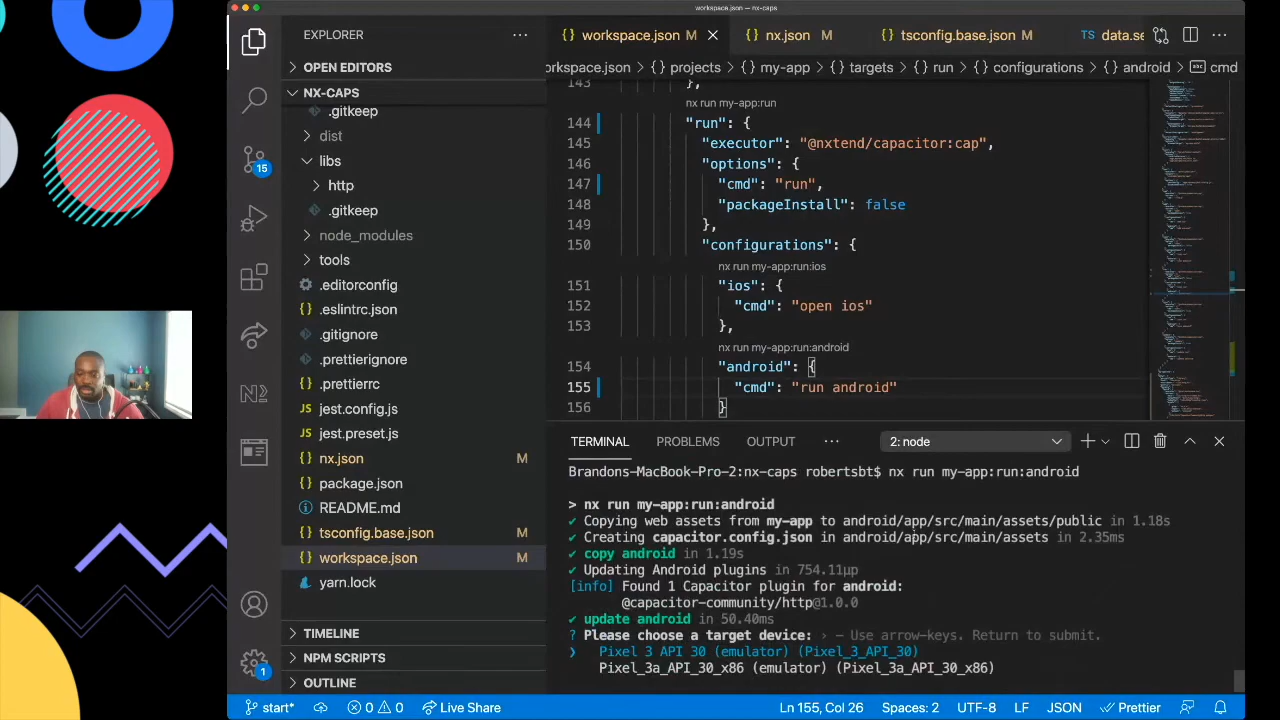 workspace.json — nx-caps
EXPLORER
OPEN EDITORS
NX-CAPS
.gitkeep
dist
libs
http
.gitkeep
node_modules
tools
.editorconfig
.eslintrc.json
.gitignore
.prettierignore
.prettierrc
jest.config.js
jest.preset.js
nx.json M
package.json
README.md
tsconfig.base.json M
workspace.json M
yarn.lock
TIMELINE
NPM SCRIPTS
OUTLINE
15
1
workspace.json M
nx.json M
tsconfig.base.json M
TS data.se
orkspace.json > {} projects > {} my-app > {} targets > {} run > {} configurations > {} android > abc cmd
143 },
nx run my-app:run
144 "run": {
145 "executor": "@nxtend/capacitor:cap",
146 "options": {
147 "cmd": "run",
148 "packageInstall": false
149 },
150 "configurations": {
nx run my-app:run:ios
151 "ios": {
152 "cmd": "open ios"
153 },
nx run my-app:run:android
154 "android": {
155 "cmd": "run android"
156 }
TERMINAL PROBLEMS OUTPUT ··· 2: node
Brandons-MacBook-Pro-2:nx-caps robertsbt$ nx run my-app:run:android
> nx run my-app:run:android
✔ Copying web assets from my-app to android/app/src/main/assets/public in 1.18s
✔ Creating capacitor.config.json in android/app/src/main/assets in 2.35ms
✔ copy android in 1.19s
✔ Updating Android plugins in 754.11μp
[info] Found 1 Capacitor plugin for android:
@capacitor-community/http@1.0.0
✔ update android in 50.40ms
? Please choose a target device: › - Use arrow-keys. Return to submit.
❯ Pixel 3 API 30 (emulator) (Pixel_3_API_30)
Pixel_3a_API_30_x86 (emulator) (Pixel_3a_API_30_x86)
start* 0 0 Live Share Ln 155, Col 26 Spaces: 2 UTF-8 LF JSON Prettier